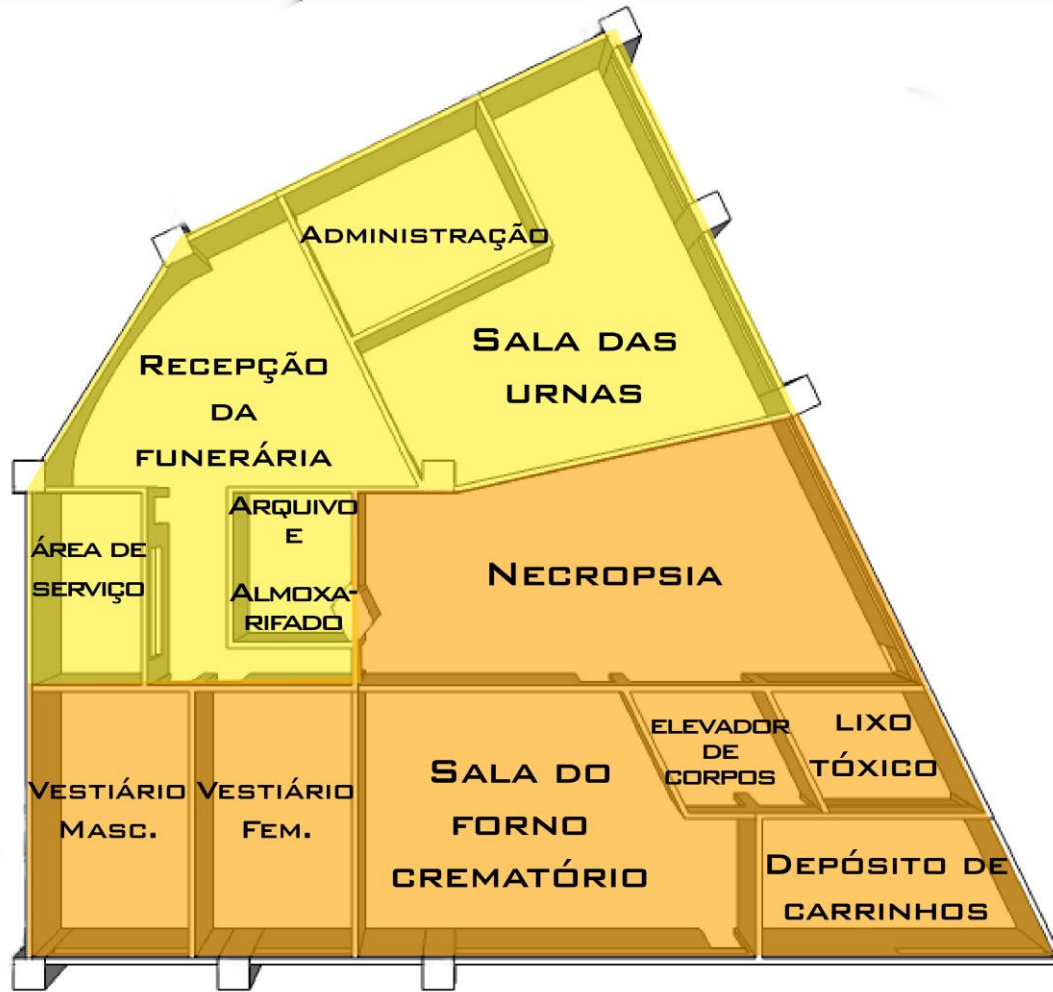 ADMINISTRAÇÃO
SALA DAS
URNAS
RECEPÇÃO
DA
FUNERÁRIA
ARQUIVO
E
ALMOXA-
RIFADO
ÁREA DE
SERVIÇO
NECROPSIA
VESTIÁRIO
MASC.
VESTIÁRIO
FEM.
SALA DO
FORNO
CREMATÓRIO
ELEVADOR
DE
CORPOS
LIXO
TÓXICO
DEPÓSITO DE
CARRINHOS